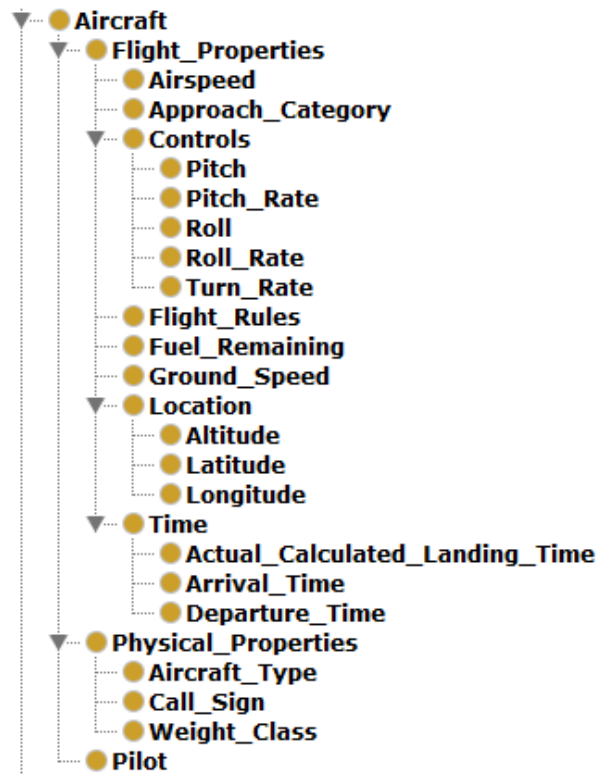 Aircraft
Flight_Properties
Airspeed
Approach_Category
Controls
Pitch
Pitch_Rate
Roll
Roll_Rate
Turn_Rate
Flight_Rules
Fuel_Remaining
Ground_Speed
Location
Altitude
Latitude
Longitude
Time
Actual_Calculated_Landing_Time
Arrival_Time
Departure_Time
Physical_Properties
Aircraft_Type
Call_Sign
Weight_Class
Pilot